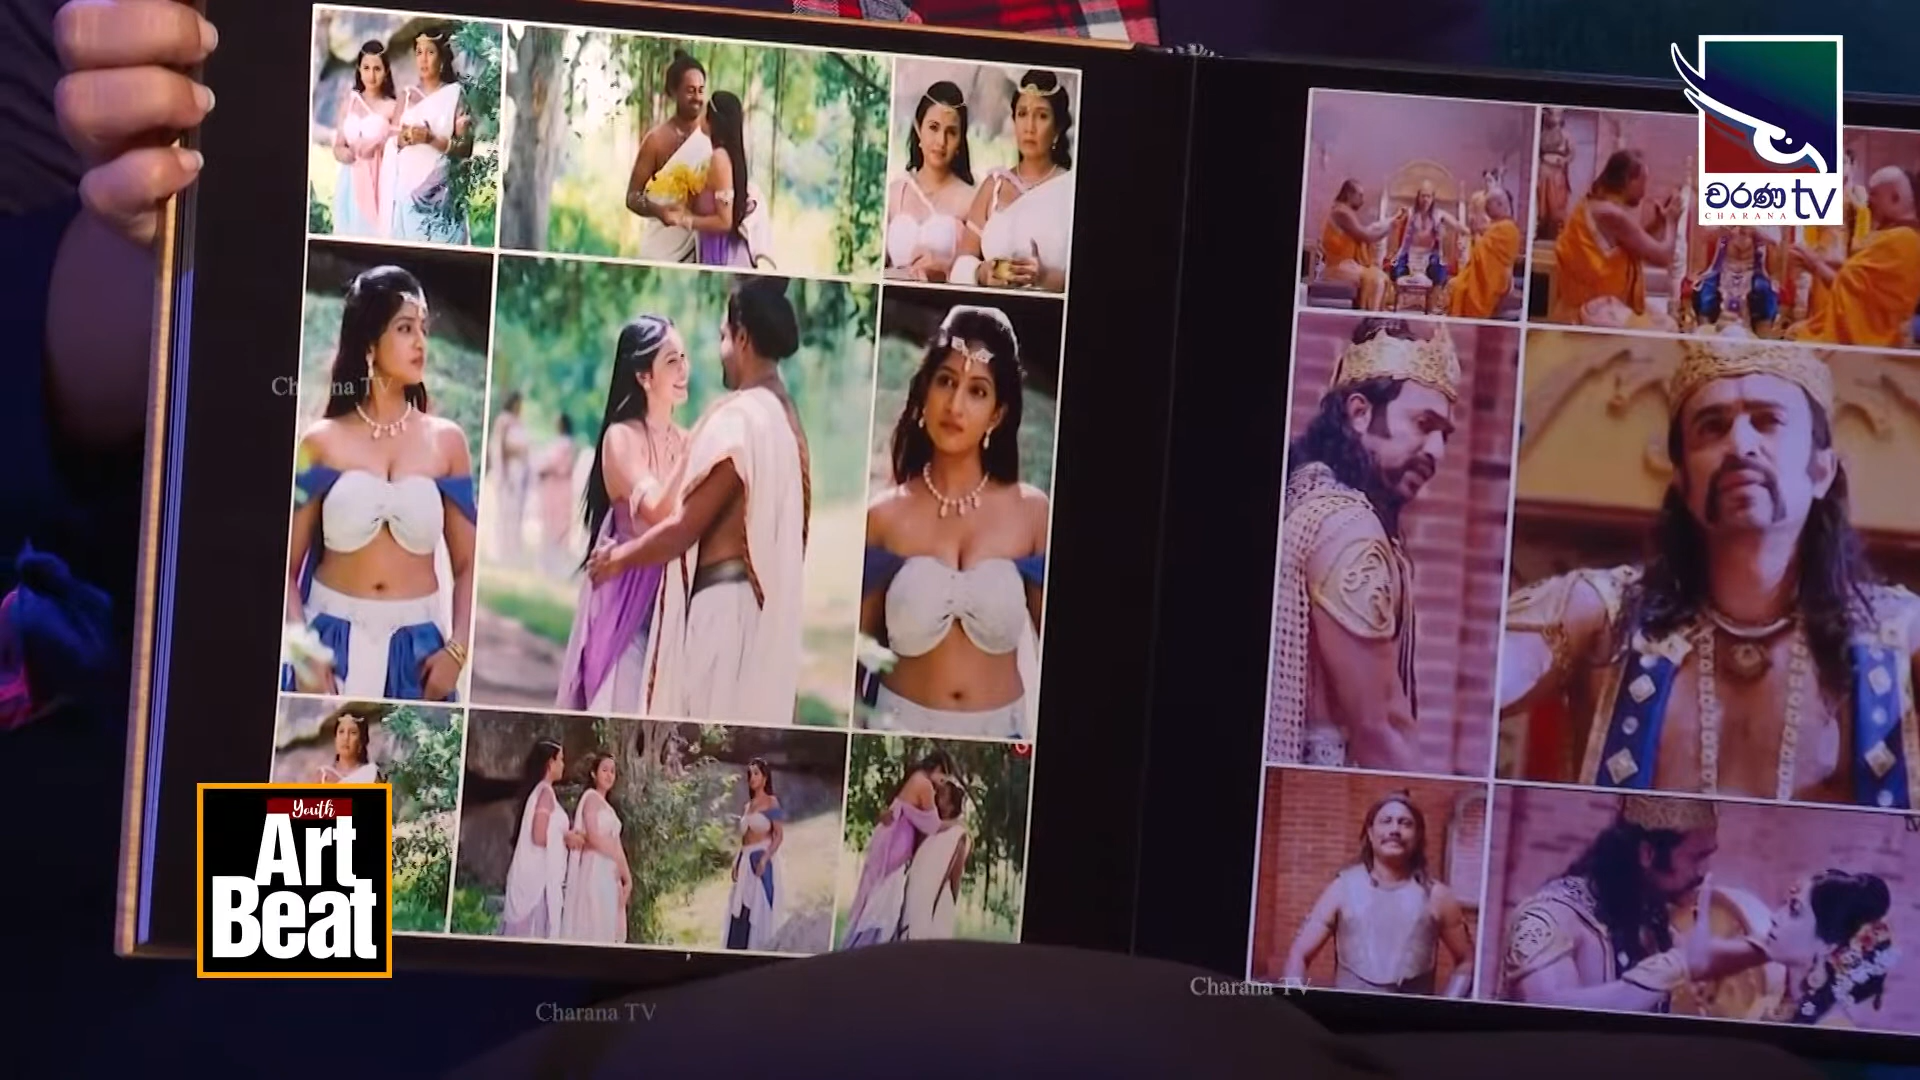 චරණ tv
CHARANA
Charana TV
Youth
Art
Beat
Charana TV
Charana TV